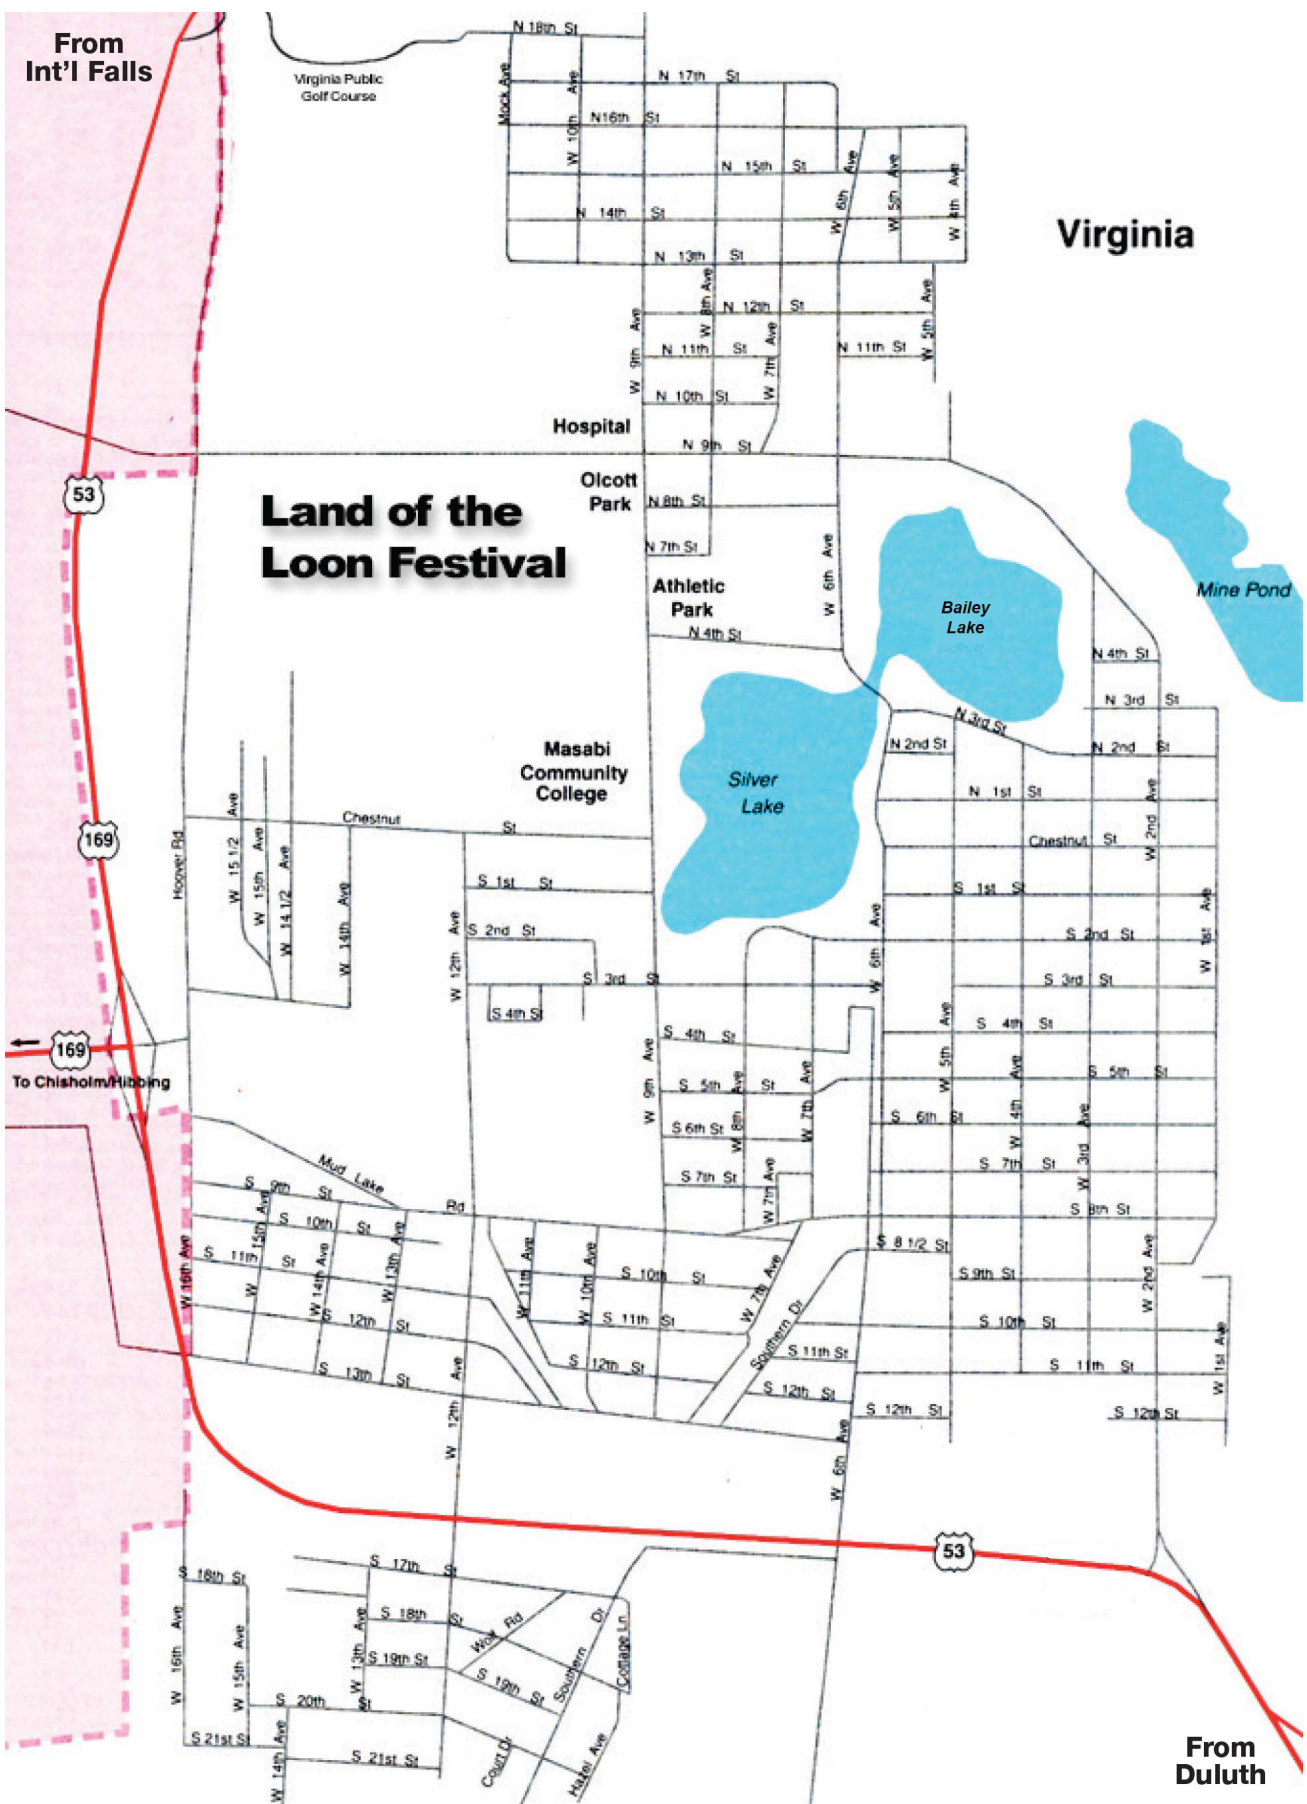 From
Int'l Falls
Virginia Public
Golf Course
N 18th St
Mock Ave
W 10th Ave
N 17th St
N16th St
N 15th St
W 6th Ave
W 5th Ave
W 4th Ave
N 14th St
N 13th St
Virginia
W 8th Ave
N 12th St
W 9th Ave
W 7th Ave
N 11th St
N 11th St
W 5th Ave
N 10th St
Hospital
N 9th St
53
Olcott
Park
N 8th St
Land of the
Loon Festival
N 7th St
W 6th Ave
Athletic
Park
N 4th St
Bailey
Lake
Mine Pond
N 4th St
N 3rd St
N 3rd St
N 2nd St
N 2nd St
Masabi
Community
College
Silver
Lake
N 1st St
W 2nd Ave
169
Hoover Rd
W 15 1/2 Ave
W 15th Ave
W 14 1/2 Ave
W 14th Ave
Chestnut St
Chestnut St
S 1st St
S 1st St
W 12th Ave
S 2nd St
W 6th Ave
S 2nd St
W 1st Ave
S 3rd St
S 3rd St
S 4th St
S 4th St
S 4th St
169
To Chisholm/Hibbing
W 9th Ave
S 5th St
W 8th Ave
W 7th Ave
W 5th Ave
W 4th Ave
S 5th St
S 6th St
S 6th St
W 3rd Ave
S 7th St
S 7th St
W 7th Ave
Mud Lake Rd
S 9th St
S 8th St
S 10th St
W 15th Ave
S 8 1/2 St
S 11th St
W 16th Ave
W 14th Ave
W 13th Ave
W 11th Ave
W 10th Ave
S 10th St
W 7th Ave
S 9th St
W 2nd Ave
S 12th St
S 11th St
Southern Dr
S 10th St
S 11th St
S 11th St
W 1st Ave
S 13th St
S 12th St
S 12th St
S 12th St
S 12th St
W 12th Ave
W 6th Ave
53
S 17th St
S 18th St
S 18th St
Wolf Rd
Southern Dr
Cottage Ln
W 16th Ave
W 15th Ave
W 13th Ave
S 19th St
S 19th St
S 20th St
S 21st S
W 14th Ave
S 21st St
Court Dr
Hazel Ave
From
Duluth